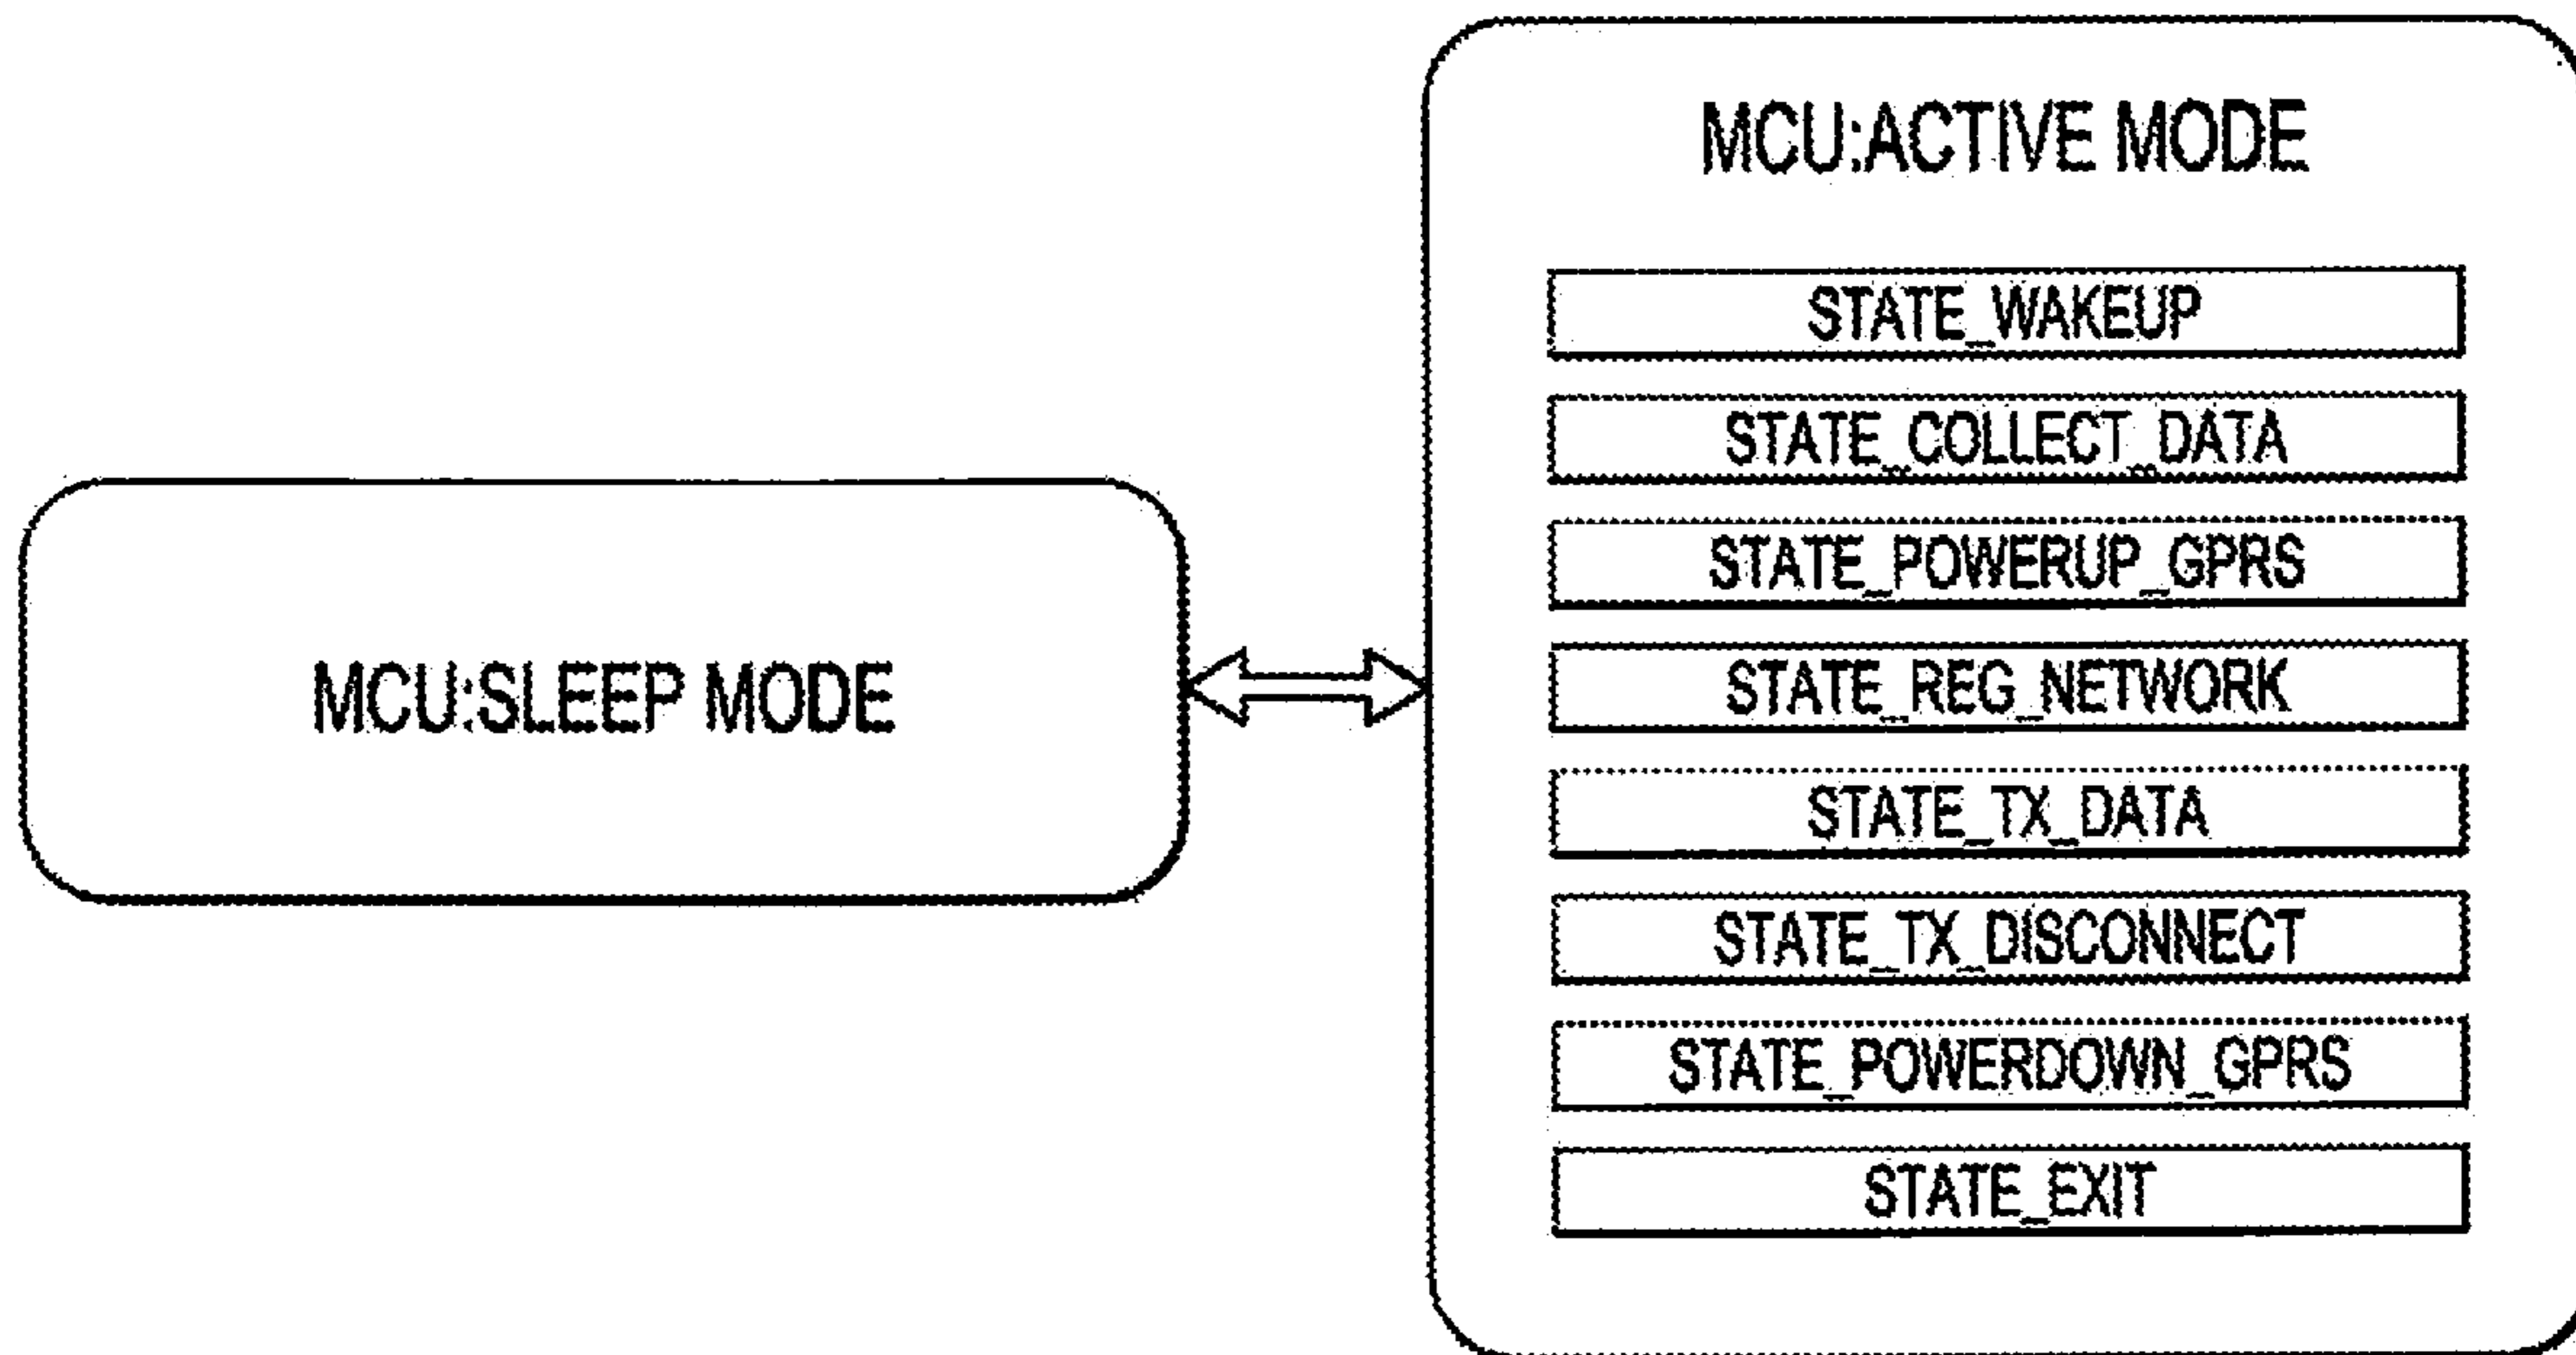 MCU:SLEEP MODE
MCU:ACTIVE MODE
STATE_WAKEUP
STATE_COLLECT_DATA
STATE_POWERUP_GPRS
STATE_REG_NETWORK
STATE_TX_DATA
STATE_TX_DISCONNECT
STATE_POWERDOWN_GPRS
STATE_EXIT